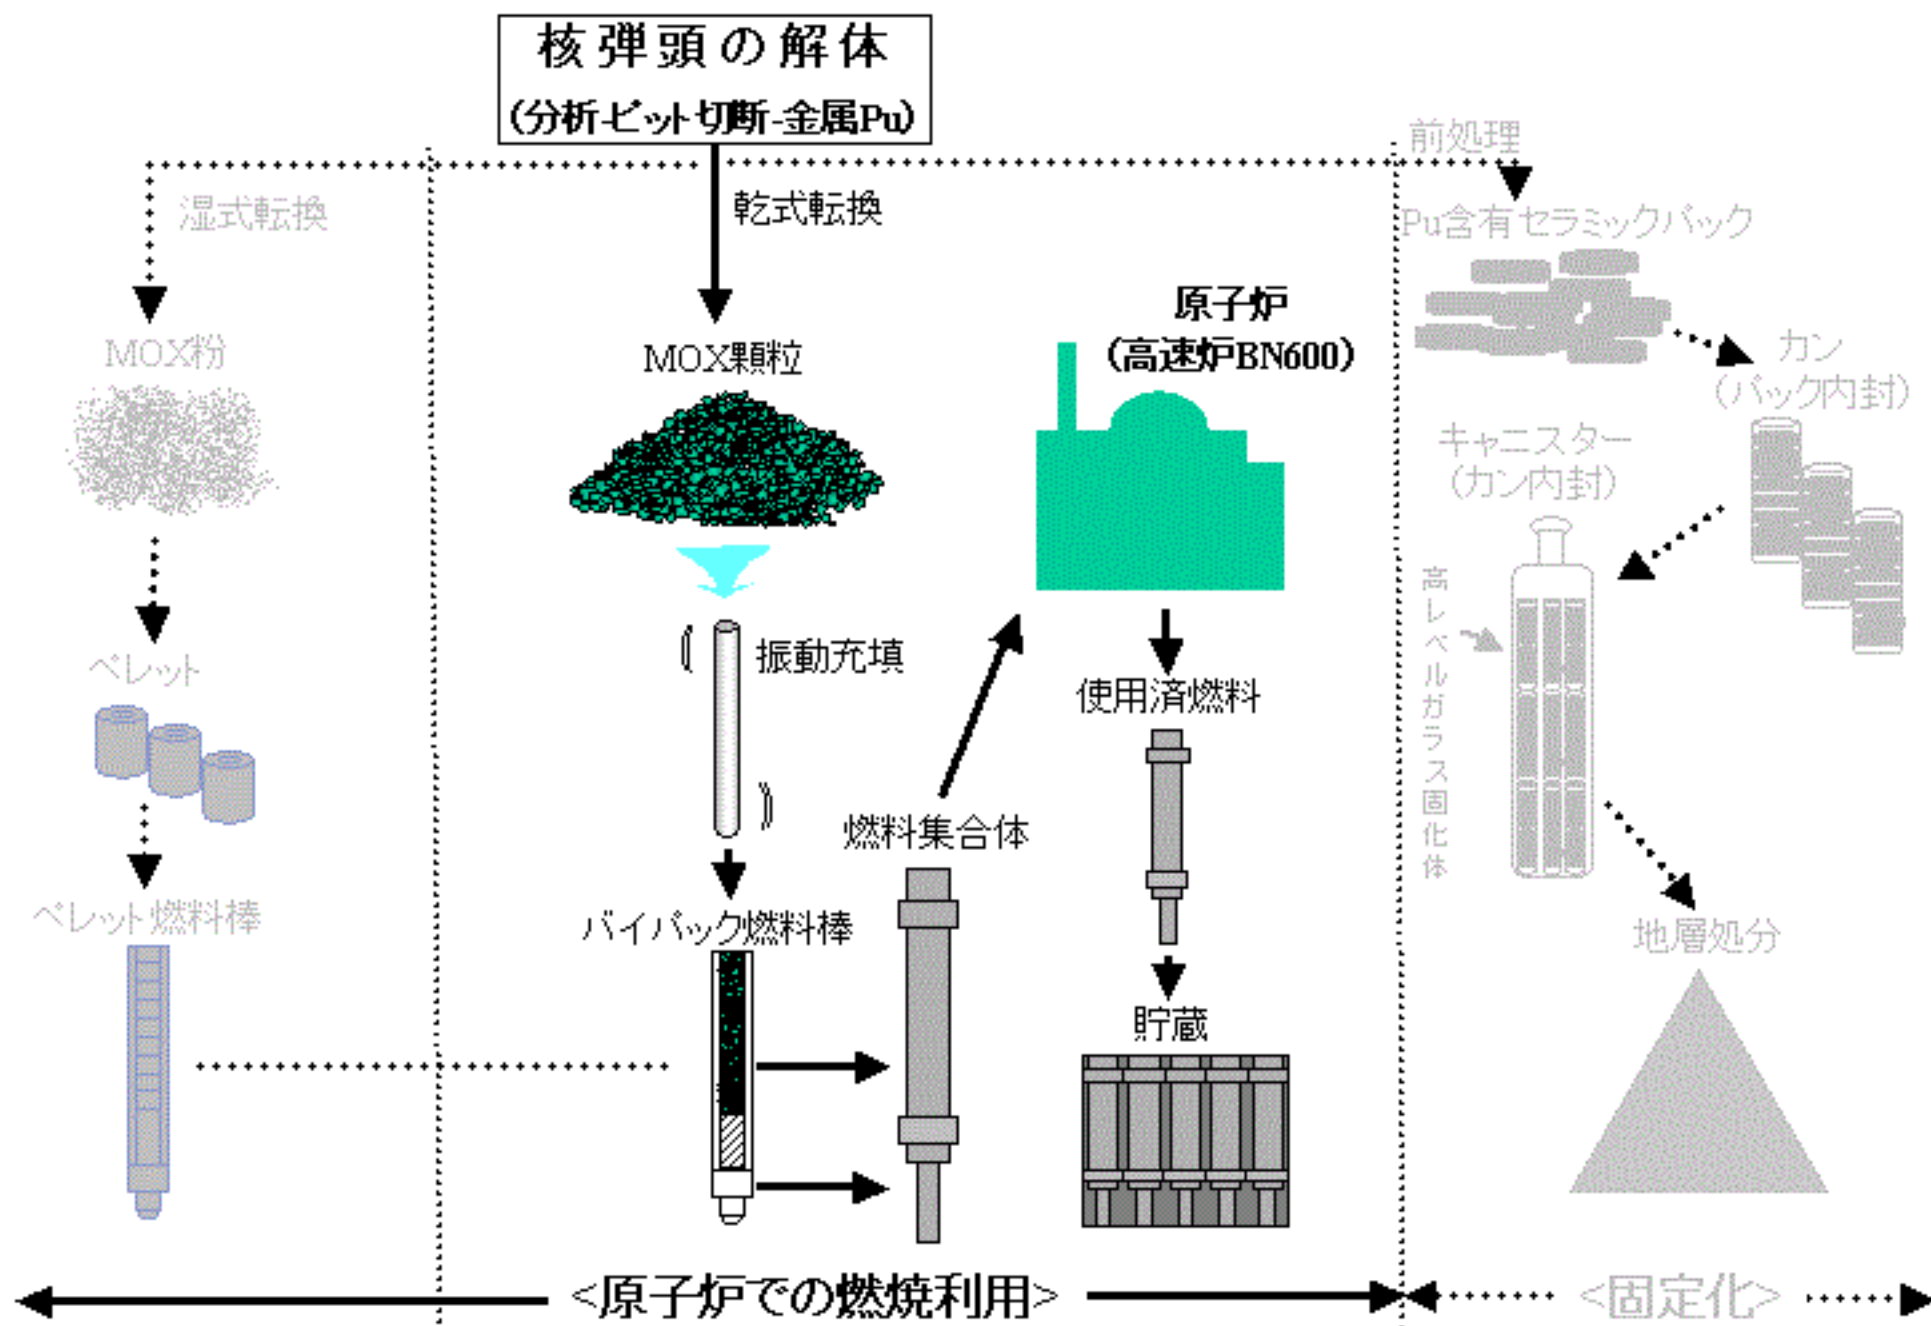 核弾頭の解体
(分析-ピット切断-金属Pu)
湿式転換
乾式転換
前処理
Pu含有セラミックパック
MOX粉
MOX顆粒
原子炉
(高速炉BN600)
カン
(パック内封)
キャニスター
(カン内封)
高レベルガラス固化体
ペレット
振動充填
使用済燃料
燃料集合体
ペレット燃料棒
バイパック燃料棒
地層処分
貯蔵
<原子炉での燃焼利用>
<固定化>